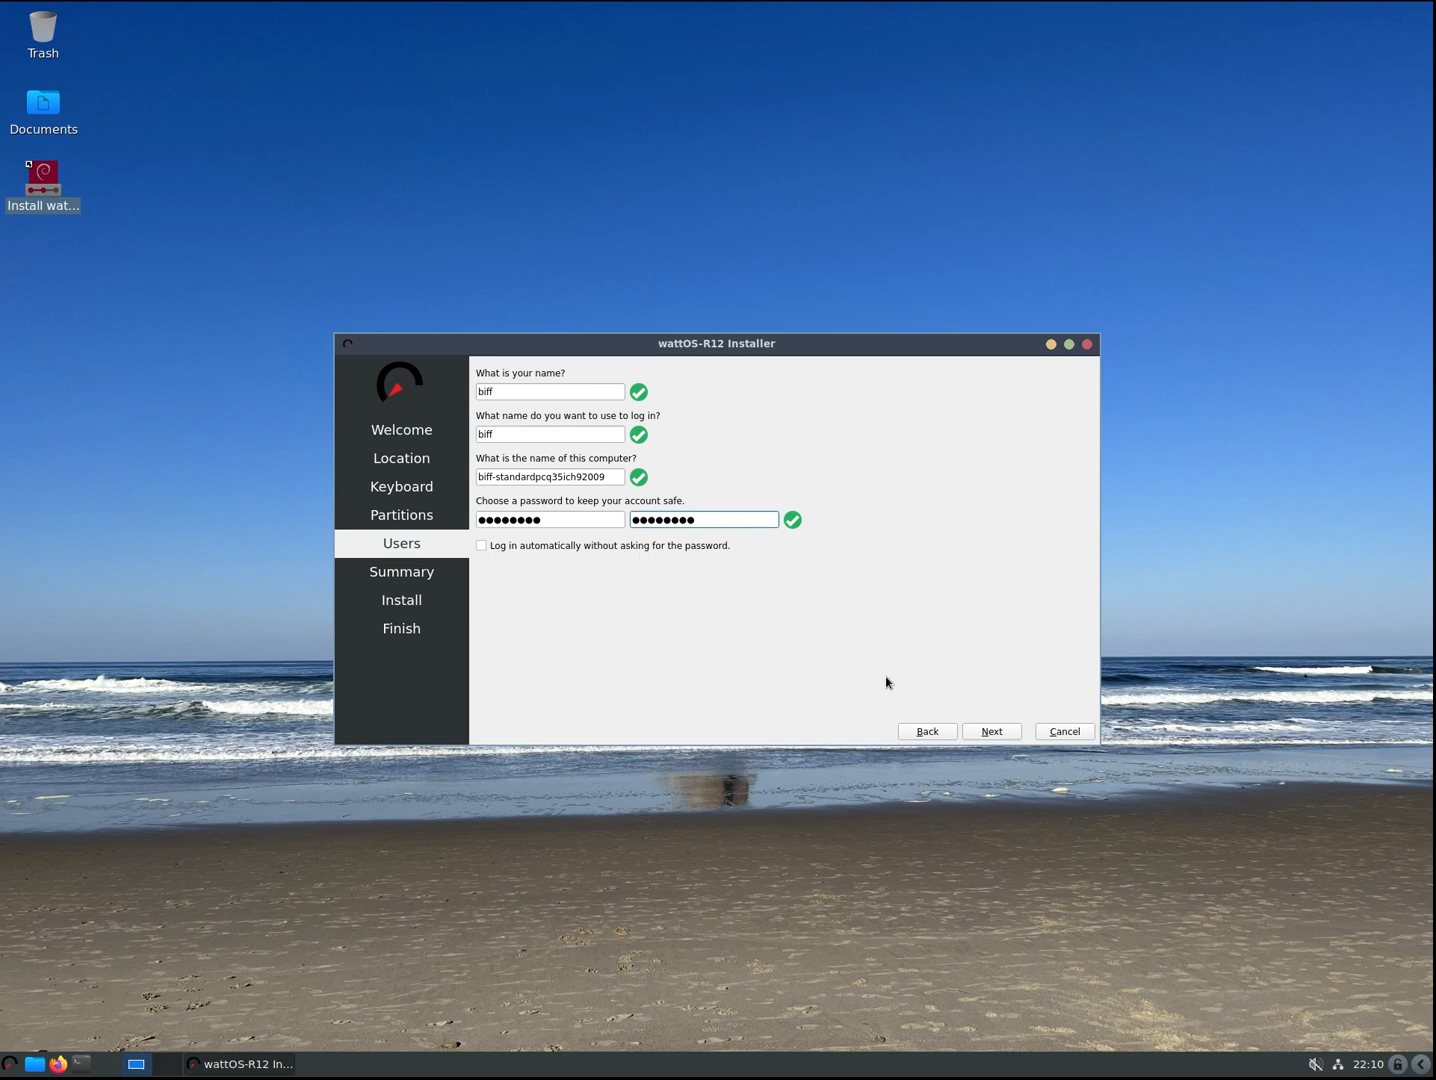 Trash
Documents
Install wat...
wattOS-R12 Installer
Welcome
Location
Keyboard
Partitions
Users
Summary
Install
Finish
What is your name?
biff
What name do you want to use to log in?
biff
What is the name of this computer?
biff-standardpcq35ich92009
Choose a password to keep your account safe.
●●●●●●●● ●●●●●●●●
Log in automatically without asking for the password.
Back Next Cancel
wattOS-R12 In... 22:10